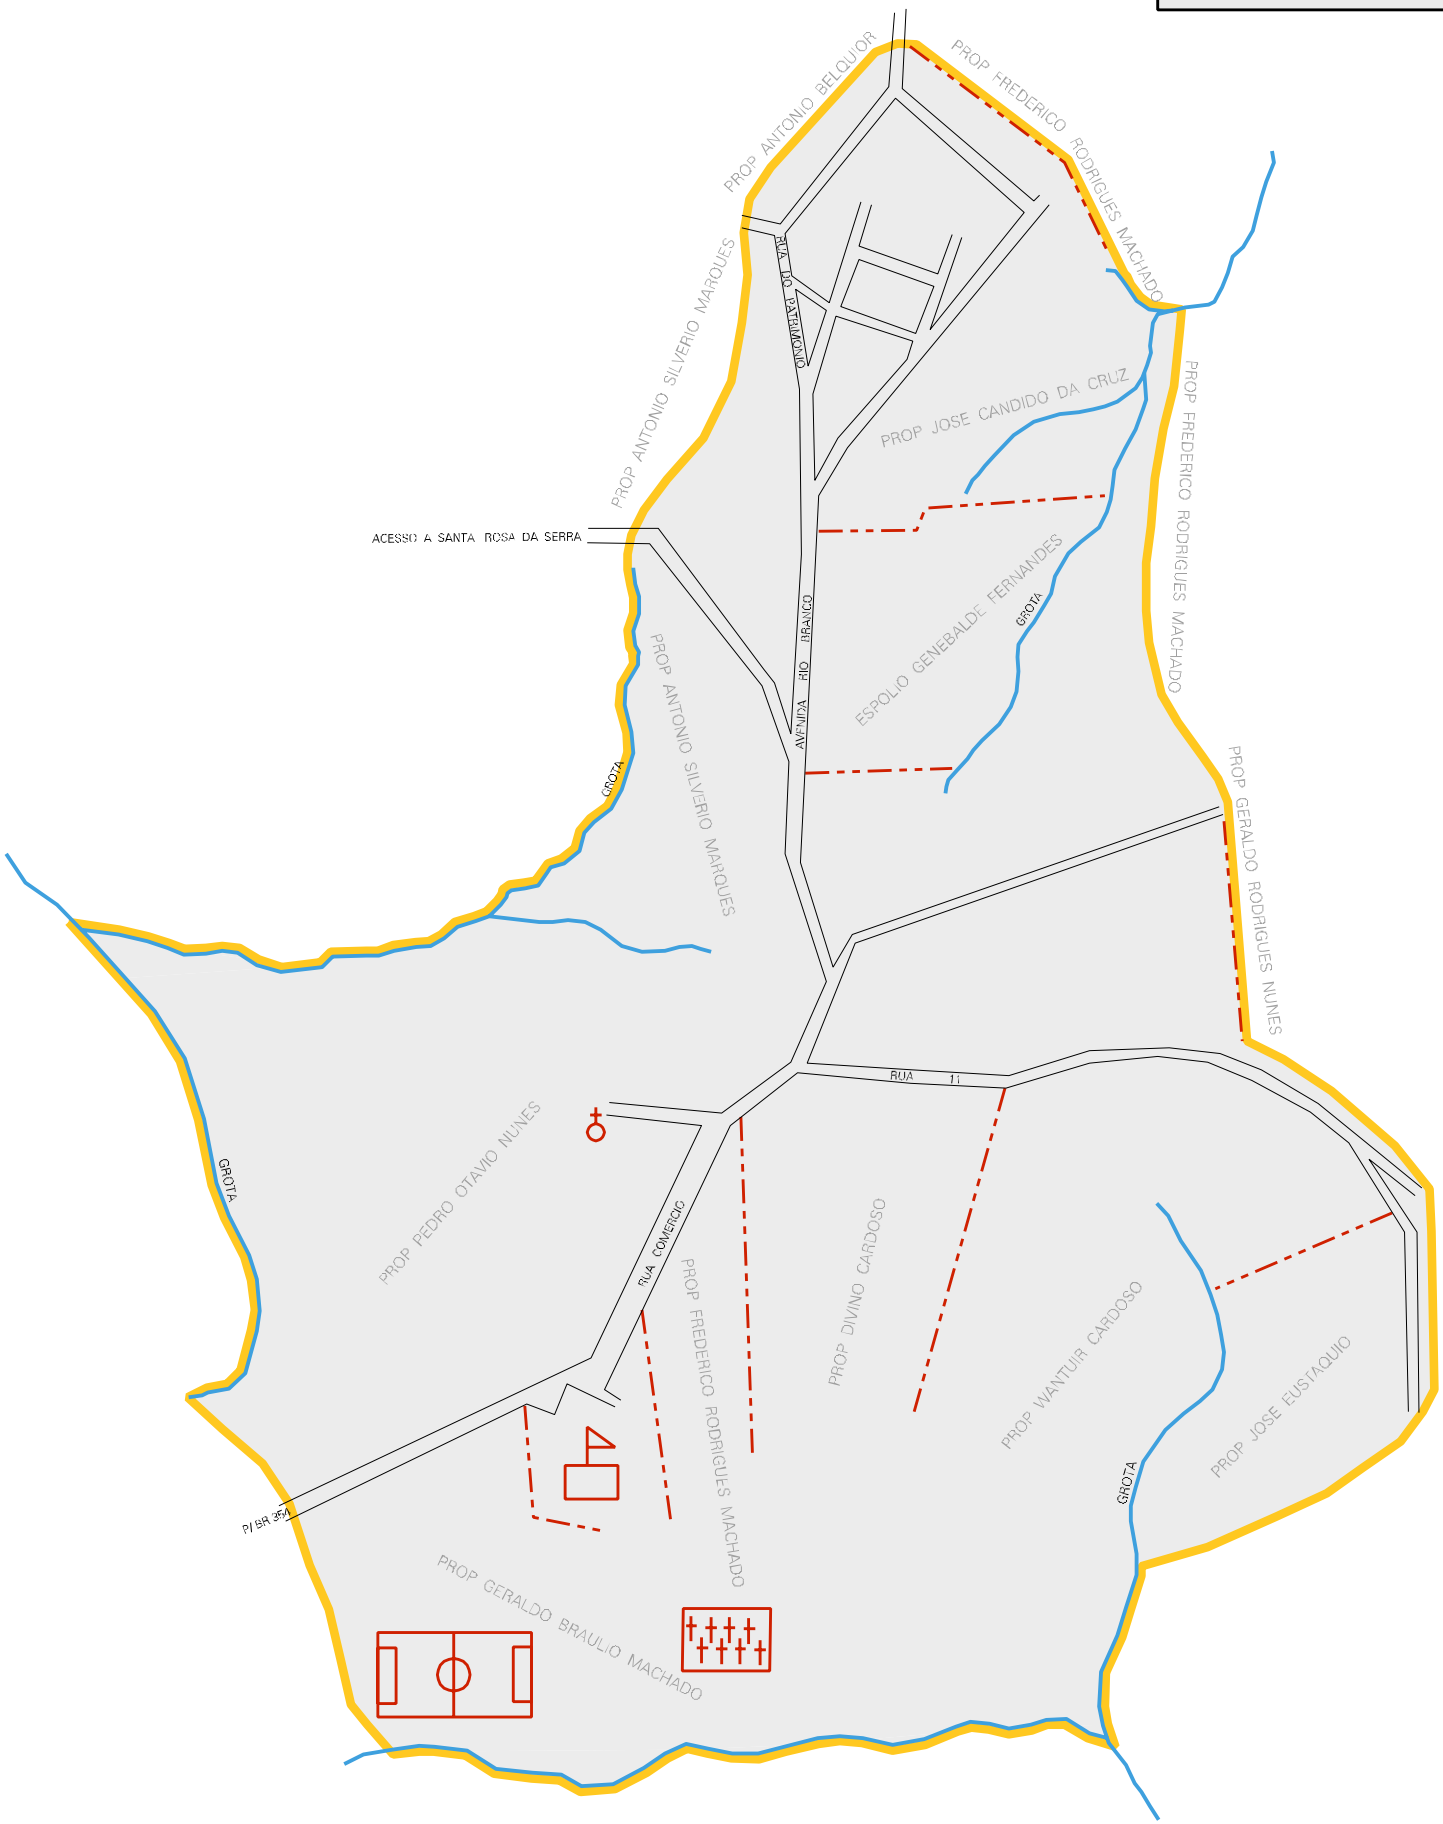 PROP ANTONIO BELQUIOR
PROP FREDERICO RODRIGUES MACHADO
PROP ANTONIO SILVERIO MARQUES
RUA DO PATRIMONIO
PROP JOSE CANDIDO DA CRUZ
PROP FREDERICO RODRIGUES MACHADO
ACESSO A SANTA ROSA DA SERRA
AVENIDA RIO BRANCO
ESPOLIO GENEBALDE FERNANDES
GROTA
PROP ANTONIO SILVERIO MARQUES
GROTA
PROP GERALDO RODRIGUES NUNES
RUA 11
PROP PEDRO OTAVIO NUNES
GROTA
RUA COMERCIO
PROP FREDERICO RODRIGUES MACHADO
PROP DIVINO CARDOSO
PROP WANTUIR CARDOSO
PROP JOSE EUSTAQUIO
GROTA
P/ BR 354
PROP GERALDO BRAULIO MACHADO